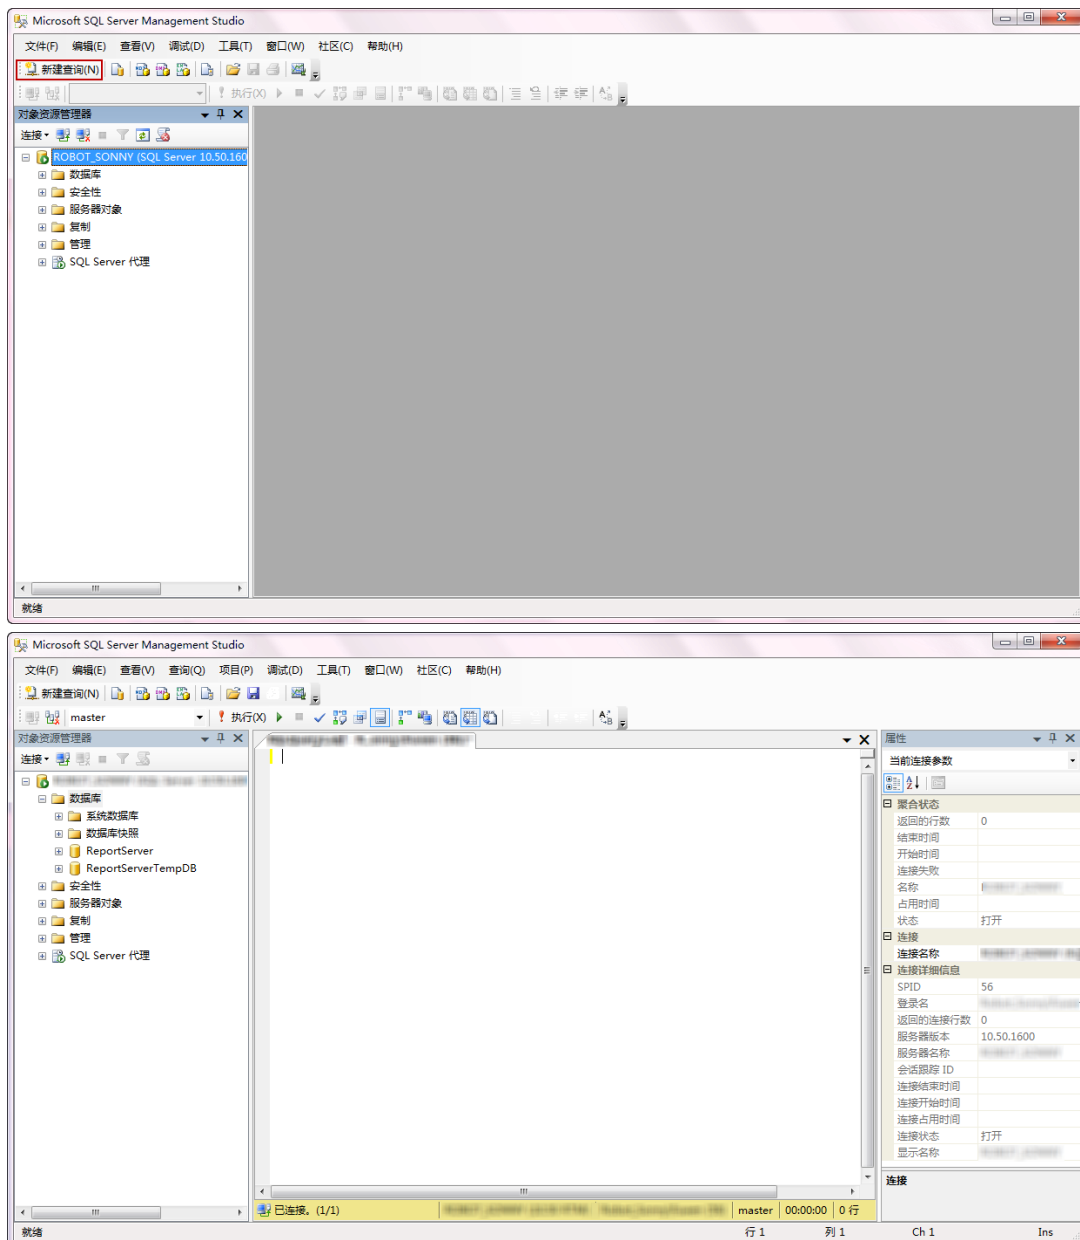 Microsoft SQL Server Management Studio
文件(F) 编辑(E) 查看(V) 调试(D) 工具(T) 窗口(W) 社区(C) 帮助(H)
新建查询(N)
执行(X)
对象资源管理器
连接
ROBOT_SONNY (SQL Server 10.50.160
数据库
安全性
服务器对象
复制
管理
SQL Server 代理
就绪
Microsoft SQL Server Management Studio
文件(F) 编辑(E) 查看(V) 查询(Q) 项目(P) 调试(D) 工具(T) 窗口(W) 社区(C) 帮助(H)
新建查询(N)
master 执行(X)
对象资源管理器
连接
数据库
系统数据库
数据库快照
ReportServer
ReportServerTempDB
安全性
服务器对象
复制
管理
SQL Server 代理
已连接。(1/1) master 00:00:00 0 行
属性
当前连接参数
聚合状态
返回的行数 0
结束时间
开始时间
连接失败
名称
占用时间
状态 打开
连接
连接名称
连接详细信息
SPID 56
登录名
返回的连接行数 0
服务器版本 10.50.1600
服务器名称
会话跟踪 ID
连接结束时间
连接开始时间
连接占用时间
连接状态 打开
显示名称
连接
就绪 行 1 列 1 Ch 1 Ins